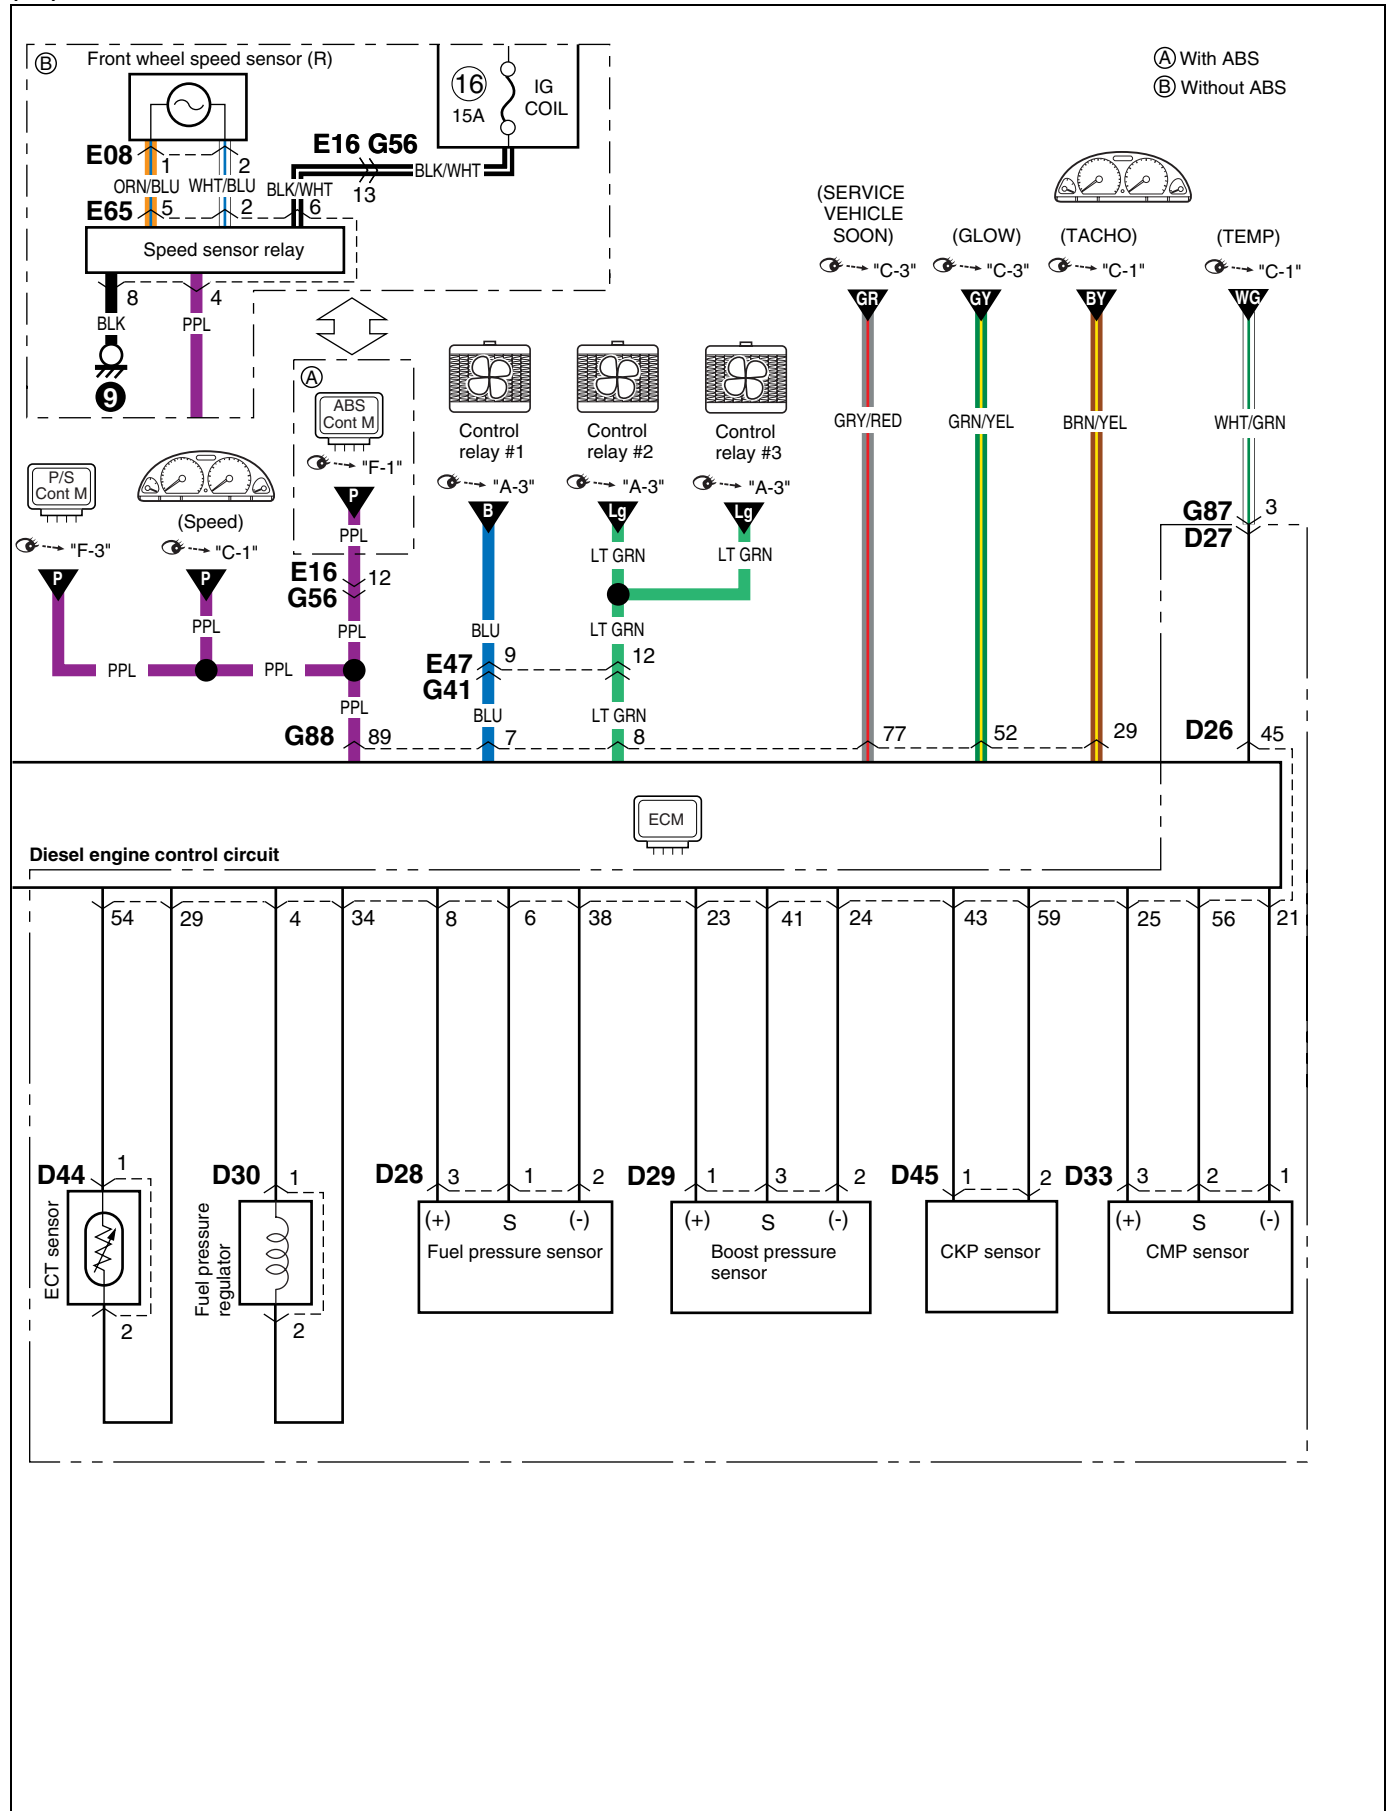 B
Front wheel speed sensor (R)
16
15A
IG
COIL
A With ABS
B Without ABS
E08
1
2
E16 G56
13
BLK/WHT
ORN/BLU
WHT/BLU
BLK/WHT
E65
5
2
6
Speed sensor relay
8
4
BLK
PPL
9
(SERVICE
VEHICLE
SOON)
(GLOW)
(TACHO)
(TEMP)
"C-3"
"C-3"
"C-1"
"C-1"
GR
GY
BY
WG
GRY/RED
GRN/YEL
BRN/YEL
WHT/GRN
A
ABS
Cont M
"F-1"
P
PPL
Control
relay #1
Control
relay #2
Control
relay #3
"A-3"
"A-3"
"A-3"
B
Lg
Lg
LT GRN
LT GRN
P/S
Cont M
(Speed)
"F-3"
"C-1"
P
P
PPL
E16
G56
12
G87
3
D27
PPL
BLU
LT GRN
PPL
PPL
E47
G41
9
12
PPL
BLU
LT GRN
G88
89
7
8
77
52
29
D26
45
ECM
Diesel engine control circuit
54
29
4
34
8
6
38
23
41
24
43
59
25
56
21
D44
1
D30
1
D28
3
1
2
D29
1
3
2
D45
1
2
D33
3
2
1
ECT sensor
2
Fuel pressure
regulator
2
(+)
S
(-)
Fuel pressure sensor
(+)
S
(-)
Boost pressure
sensor
CKP sensor
(+)
S
(-)
CMP sensor